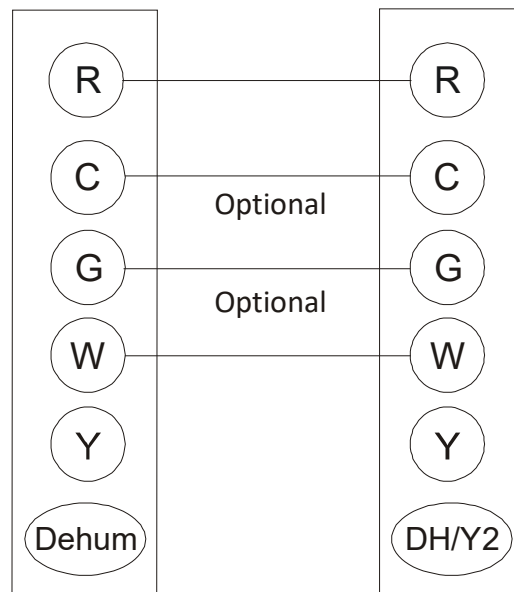 R R
C C
Optional
G G
Optional
W W
Y Y
Dehum DH/Y2